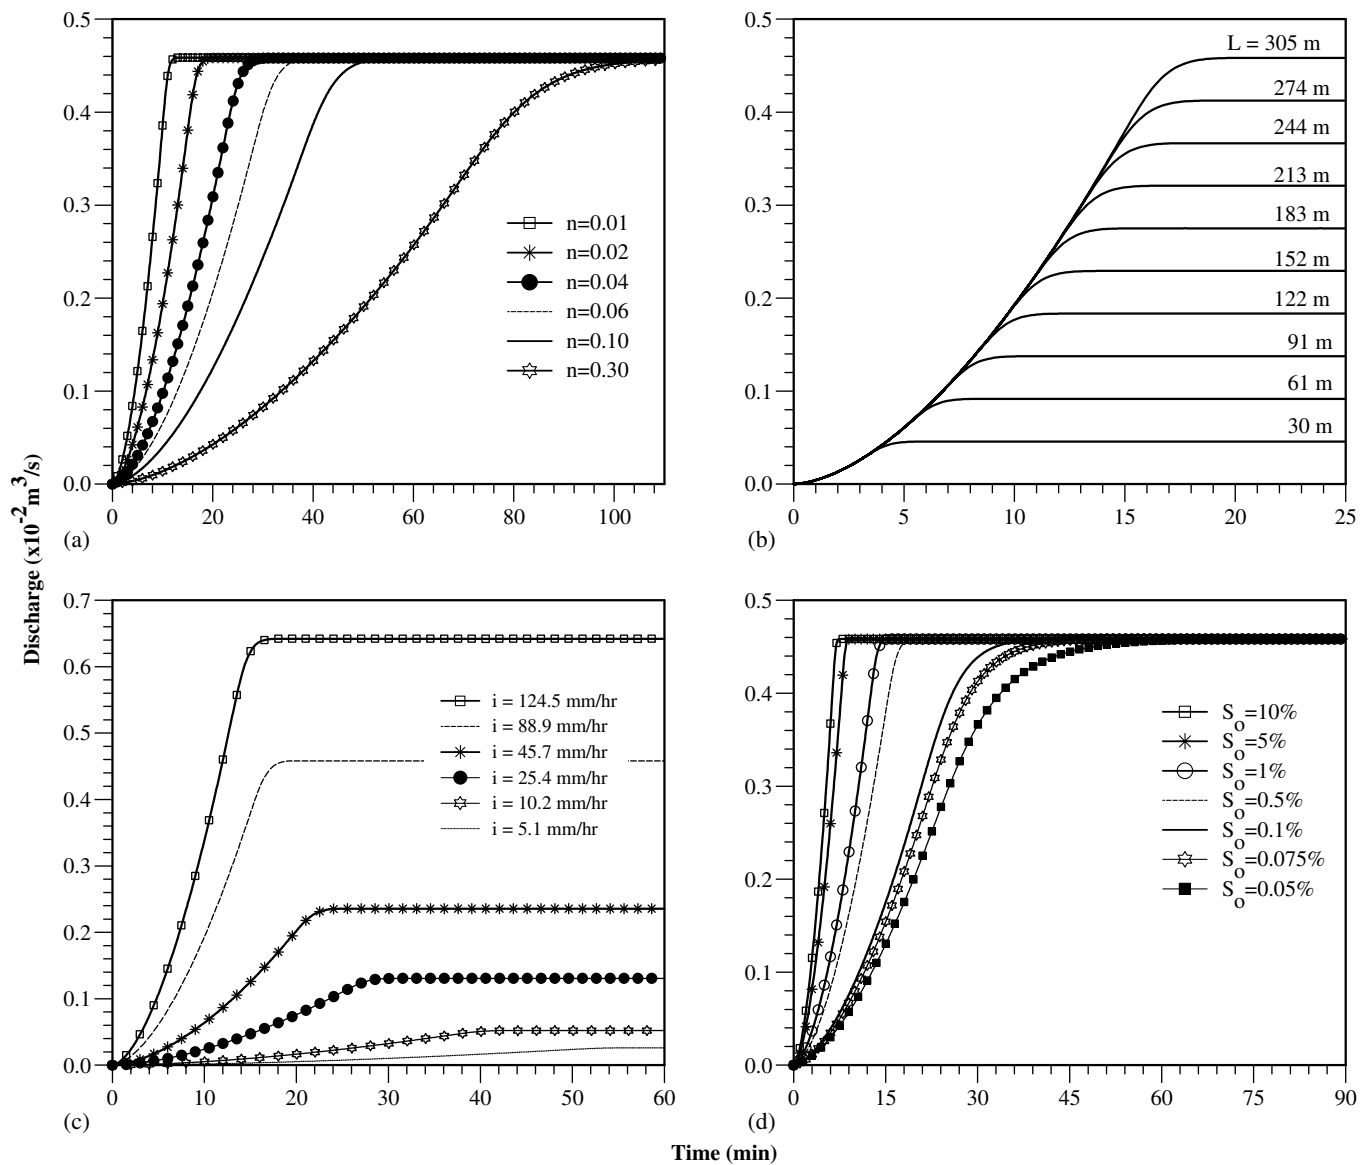 0.5
0.4
0.3
0.2
0.1
0.0
0 20 40 60 80 100
n=0.01
n=0.02
n=0.04
n=0.06
n=0.10
n=0.30
(a)
0.5
0.4
0.3
0.2
0.1
0.0
0 5 10 15 20 25
L = 305 m
274 m
244 m
213 m
183 m
152 m
122 m
91 m
61 m
30 m
(b)
Discharge (x10⁻²m³/s)
0.7
0.6
0.5
0.4
0.3
0.2
0.1
0.0
0 10 20 30 40 50 60
i = 124.5 mm/hr
i = 88.9 mm/hr
i = 45.7 mm/hr
i = 25.4 mm/hr
i = 10.2 mm/hr
i = 5.1 mm/hr
(c)
0.5
0.4
0.3
0.2
0.1
0.0
0 15 30 45 60 75 90
Sₒ=10%
Sₒ=5%
Sₒ=1%
Sₒ=0.5%
Sₒ=0.1%
Sₒ=0.075%
Sₒ=0.05%
(d)
Time (min)